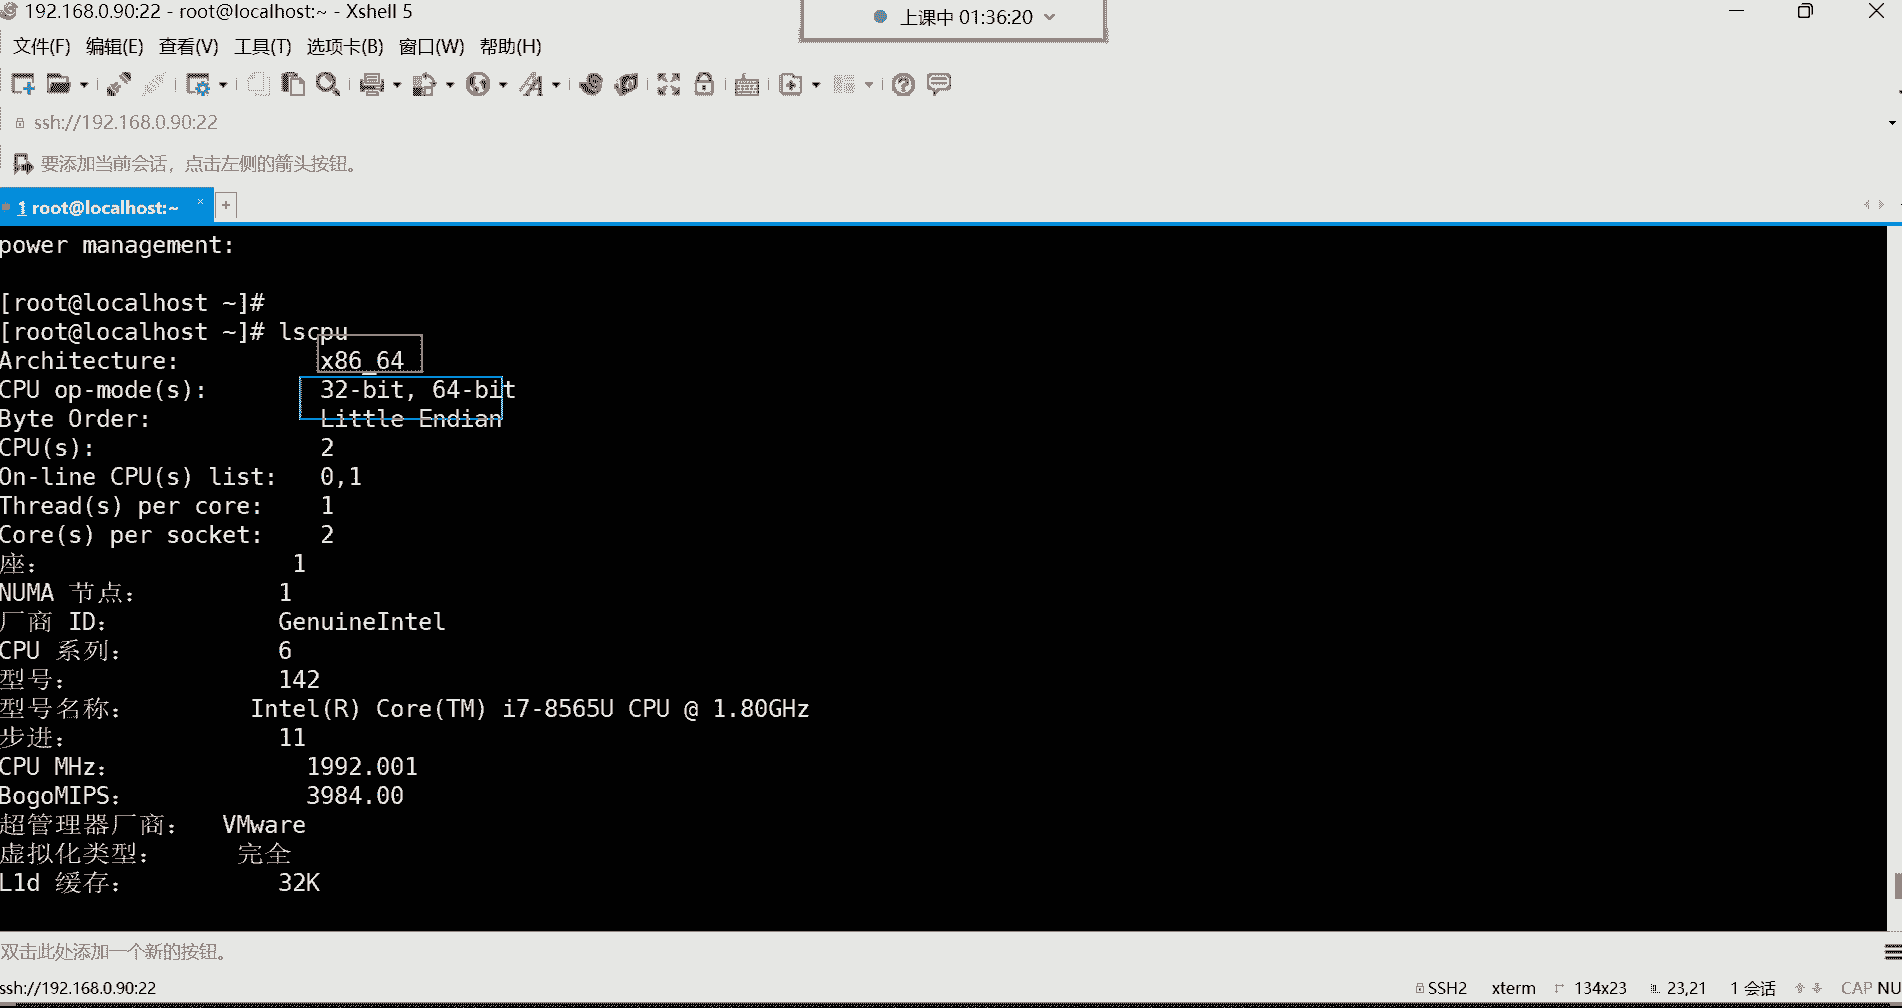 192.168.0.90:22 - root@localhost:~ - Xshell 5
上课中 01:36:20
文件(F) 编辑(E) 查看(V) 工具(T) 选项卡(B) 窗口(W) 帮助(H)
ssh://192.168.0.90:22
要添加当前会话，点击左侧的箭头按钮。
1 root@localhost:~ × +
power management:
[root@localhost ~]#
[root@localhost ~]# lscpu
Architecture: x86_64
CPU op-mode(s): 32-bit, 64-bit
Byte Order: Little Endian
CPU(s): 2
On-line CPU(s) list: 0,1
Thread(s) per core: 1
Core(s) per socket: 2
座： 1
NUMA 节点： 1
厂商 ID： GenuineIntel
CPU 系列： 6
型号： 142
型号名称： Intel(R) Core(TM) i7-8565U CPU @ 1.80GHz
步进： 11
CPU MHz： 1992.001
BogoMIPS： 3984.00
超管理器厂商： VMware
虚拟化类型： 完全
L1d 缓存： 32K
双击此处添加一个新的按钮。
ssh://192.168.0.90:22 SSH2 xterm 134x23 23,21 1 会话 CAP NU